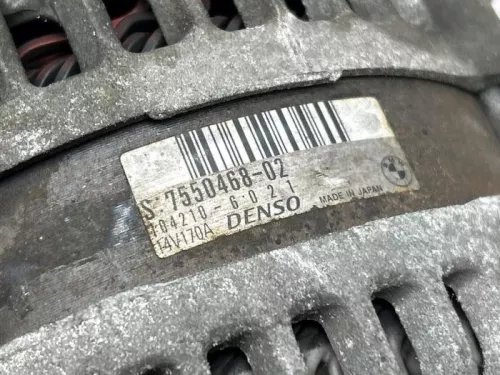 S 7550468-02
104210-6021
14V170A DENSO MADE IN JAPAN